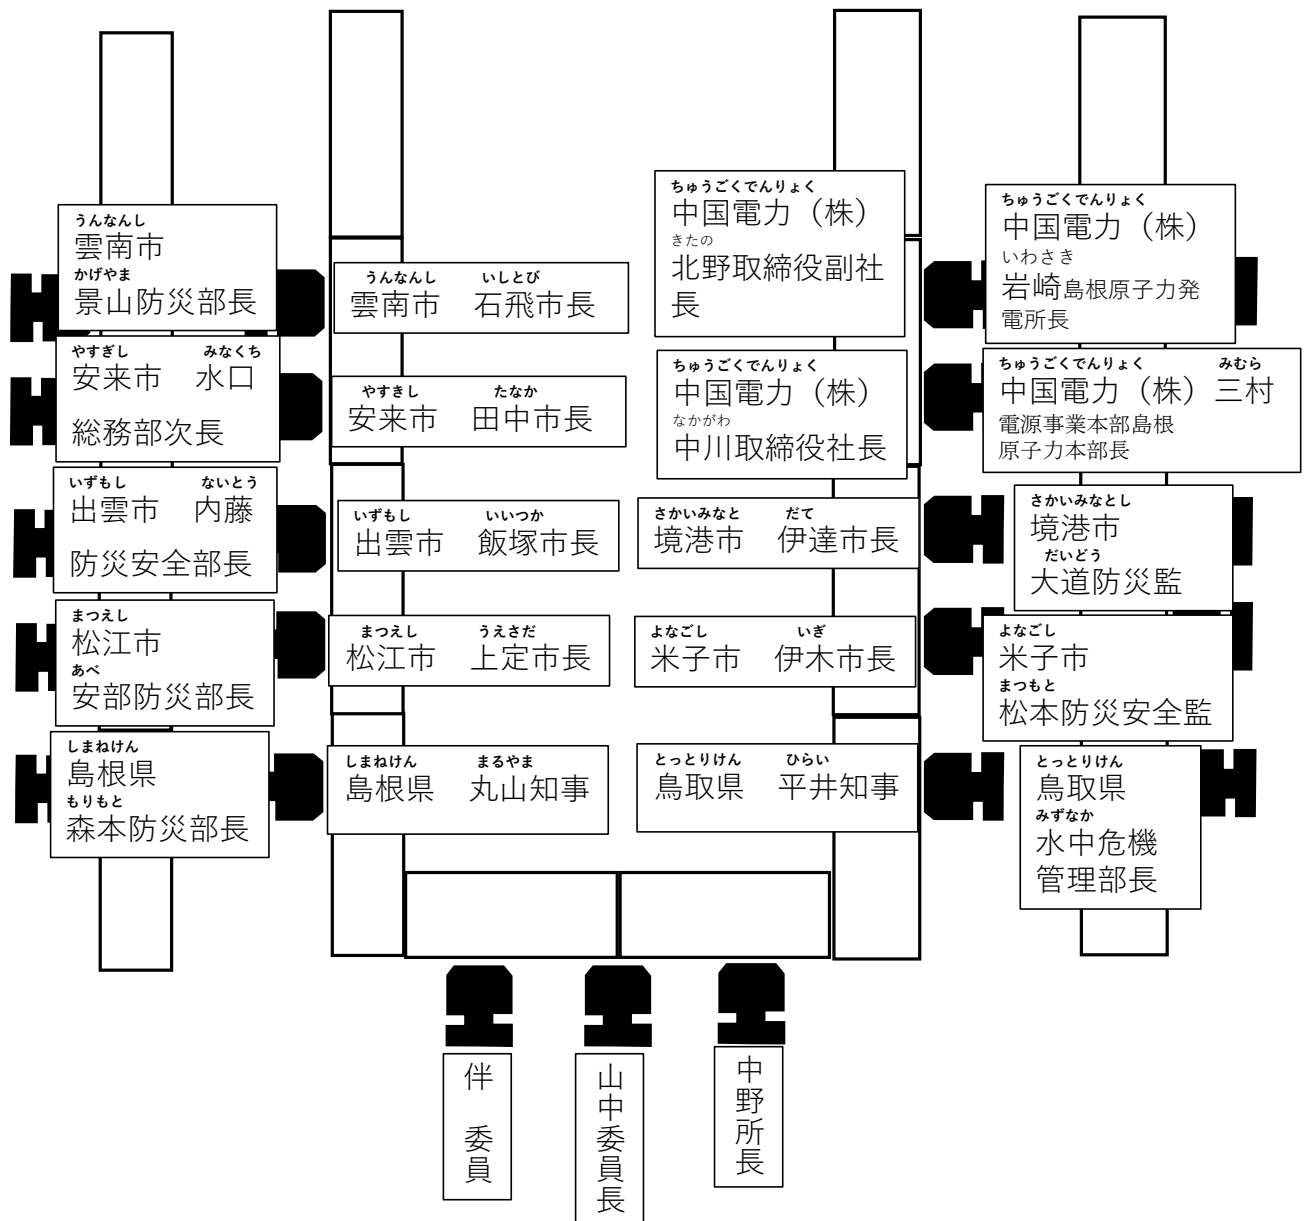 うんなんし
雲南市
かげやま
景山防災部長
やすぎし みなくち
安来市 水口
総務部次長
いずもし ないとう
出雲市 内藤
防災安全部長
まつえし
松江市
あべ
安部防災部長
しまねけん
島根県
もりもと
森本防災部長
うんなんし いしとび
雲南市 石飛市長
やすきし たなか
安来市 田中市長
いずもし いいつか
出雲市 飯塚市長
まつえし うえさだ
松江市 上定市長
しまねけん まるやま
島根県 丸山知事
ちゅうごくでんりょく
中国電力（株）
きたの
北野取締役副社
長
ちゅうごくでんりょく
中国電力（株）
なかがわ
中川取締役社長
さかいみなと だて
境港市 伊達市長
よなごし いぎ
米子市 伊木市長
とっとりけん ひらい
鳥取県 平井知事
ちゅうごくでんりょく
中国電力（株）
いわさき
岩崎島根原子力発
電所長
ちゅうごくでんりょく みむら
中国電力（株）三村
電源事業本部島根
原子力本部長
さかいみなとし
境港市
だいどう
大道防災監
よなごし
米子市
まつもと
松本防災安全監
とっとりけん
鳥取県
みずなか
水中危機
管理部長
伴 委員
山中委員長
中野所長